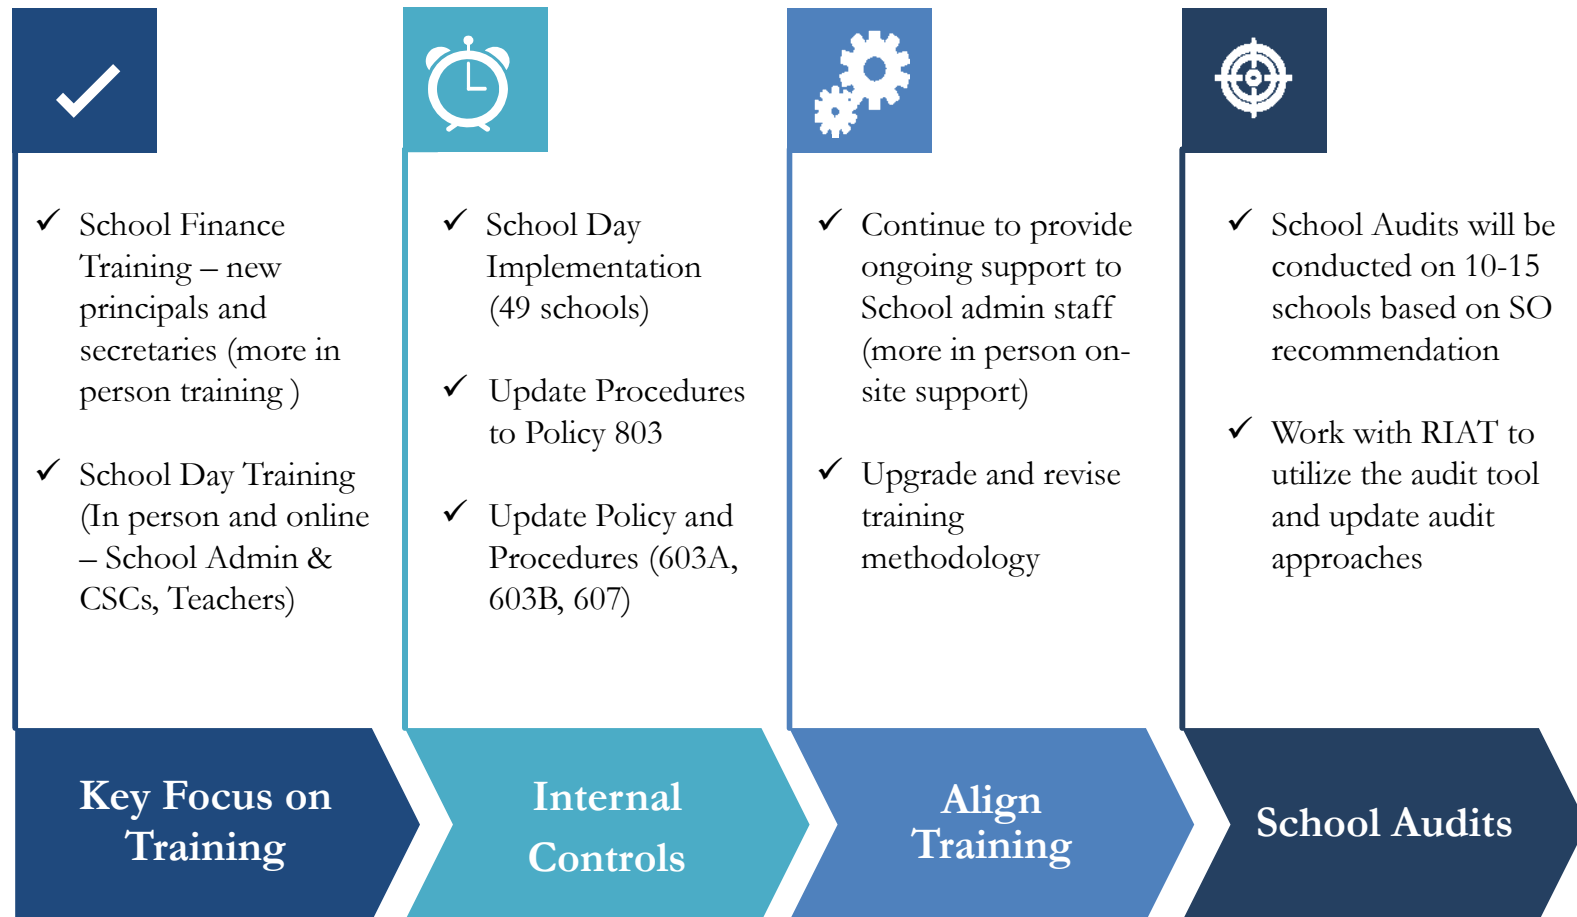 ✓ School Finance
Training – new
principals and
secretaries (more in
person training )
✓ School Day Training
(In person and online
– School Admin &
CSCs, Teachers)
Key Focus on
Training
✓ School Day
Implementation
(49 schools)
✓ Update Procedures
to Policy 803
✓ Update Policy and
Procedures (603A,
603B, 607)
Internal
Controls
✓ Continue to provide
ongoing support to
School admin staff
(more in person on-
site support)
✓ Upgrade and revise
training
methodology
Align
Training
✓ School Audits will be
conducted on 10-15
schools based on SO
recommendation
✓ Work with RIAT to
utilize the audit tool
and update audit
approaches
School Audits